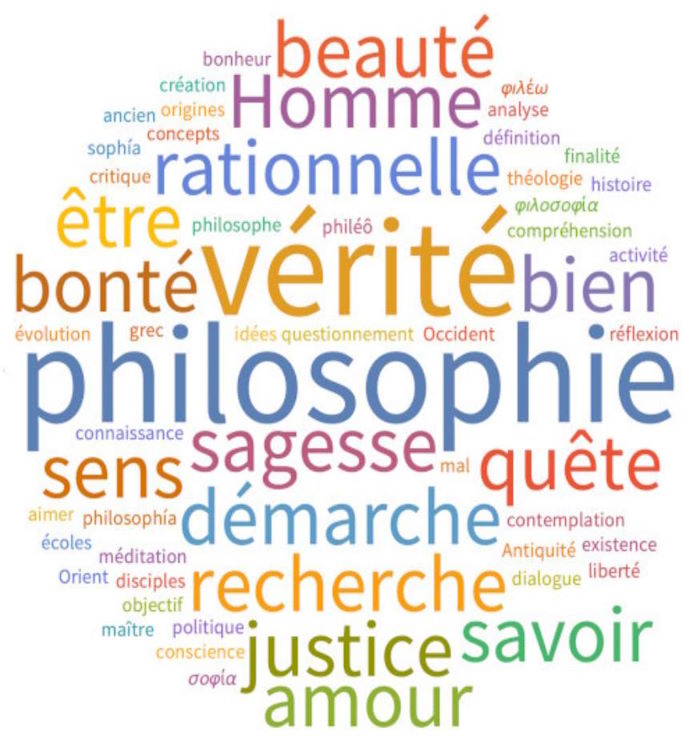 beauté
bonheur
création
Homme
φιλέω
ancien origines
analyse
concepts
définition
sophía
rationnelle
finalité
critique
théologie histoire
être
philosophe
philéô
φιλοσοφία
vérité
compréhension
bonté
bien
activité
évolution
grec
idées questionnement Occident
réflexion
philosophie
connaissance
sagesse
sens
mal
quête
aimer philosophía
démarche
contemplation
écoles
méditation
Antiquité existence
Orient disciples
recherche
dialogue liberté
objectif
maître politique
justice
savoir
conscience
σοφία
amour